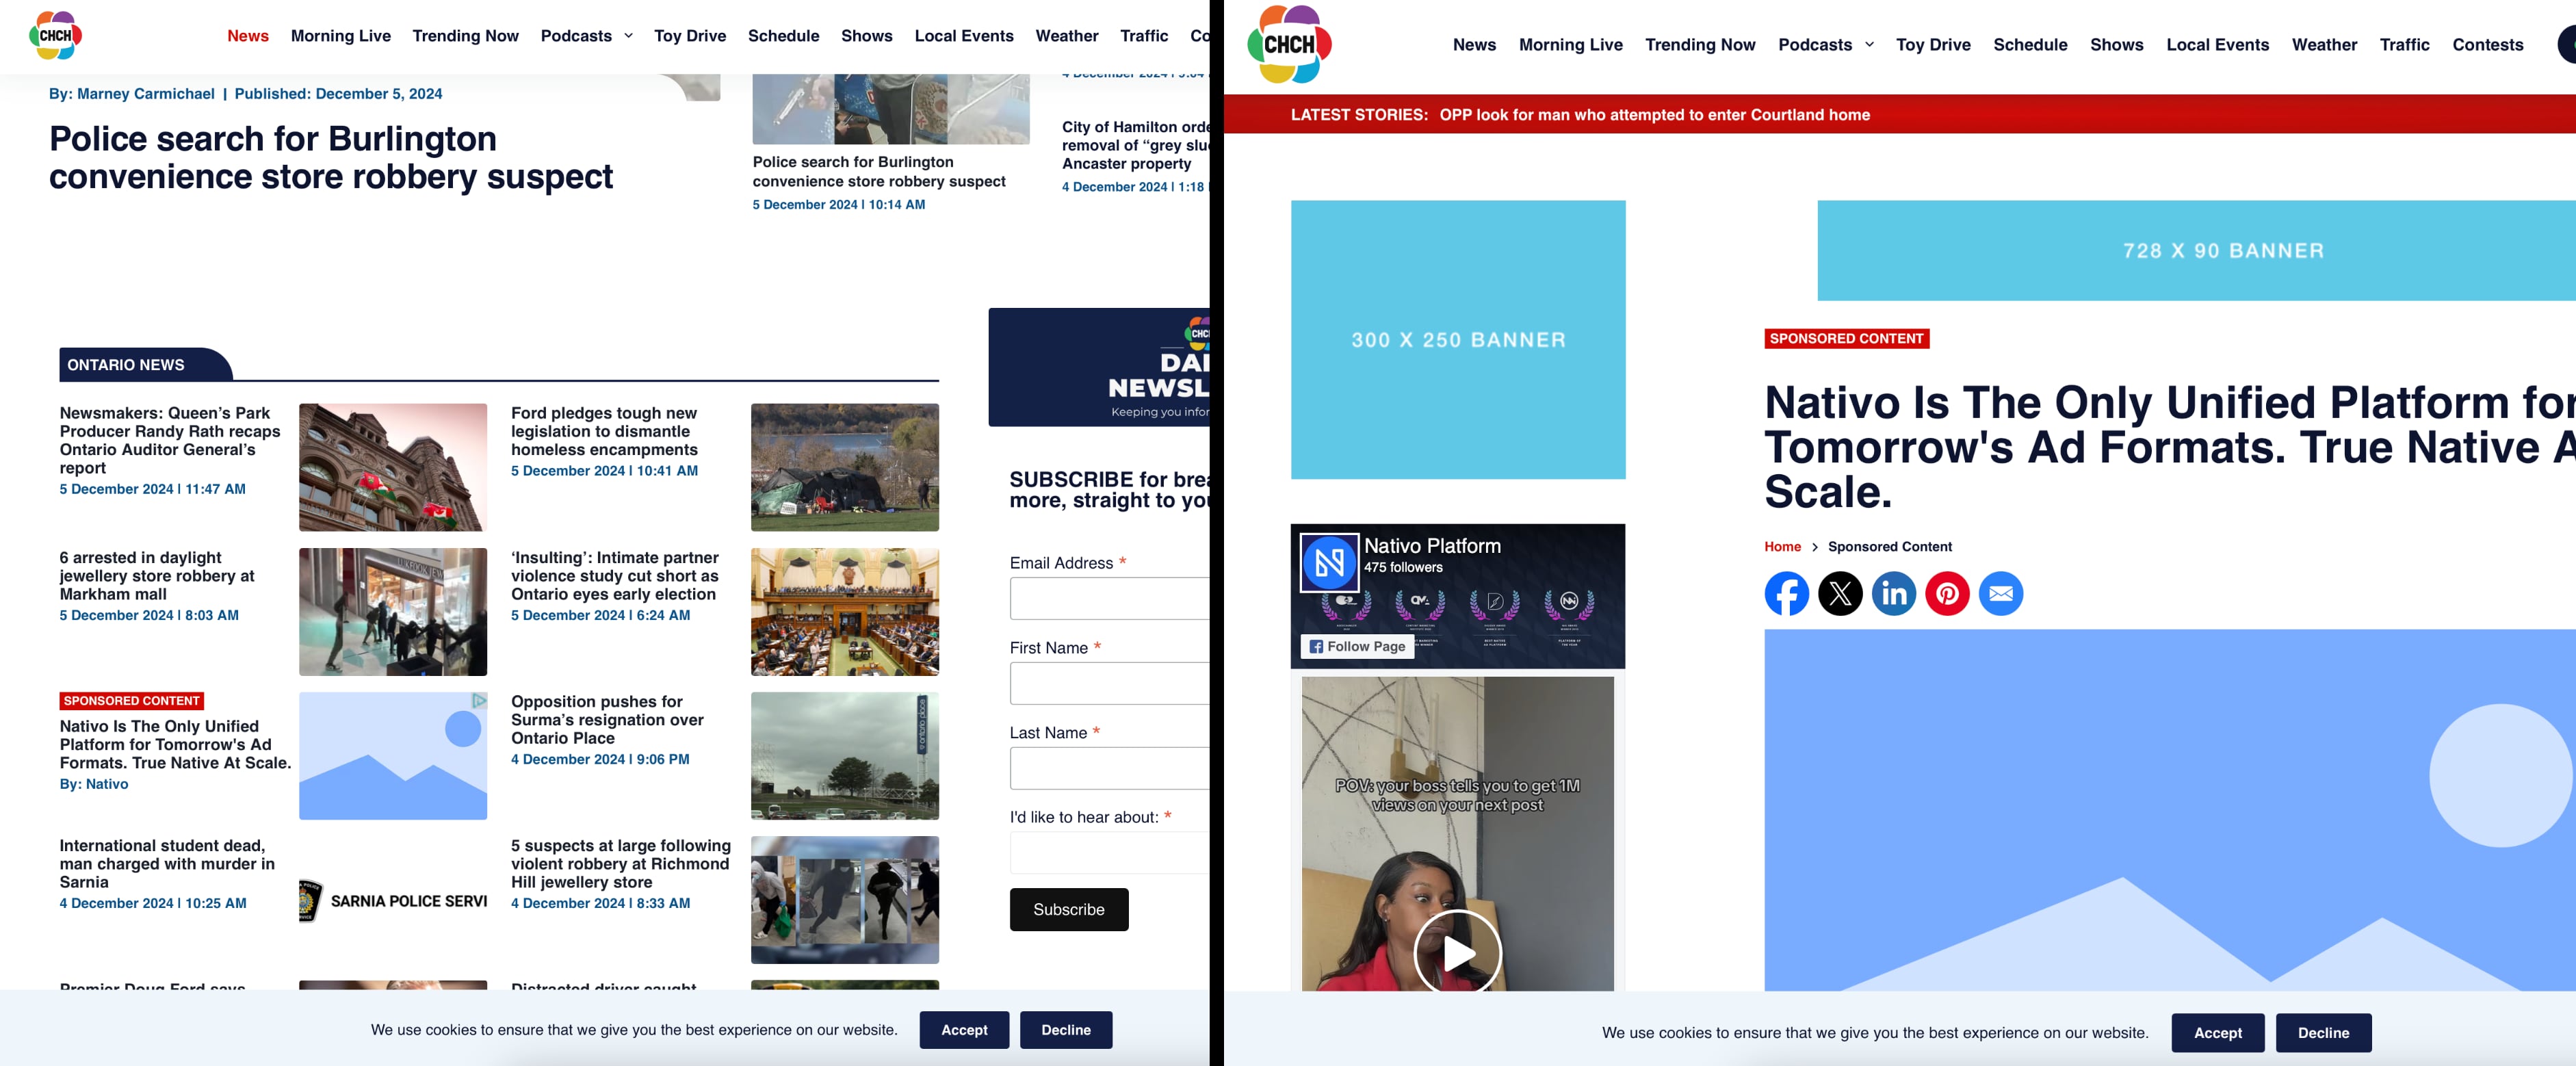 CHCH
News Morning Live Trending Now Podcasts Toy Drive Schedule Shows Local Events Weather Traffic Co
By: Marney Carmichael | Published: December 5, 2024
Police search for Burlington
convenience store robbery suspect
Police search for Burlington
convenience store robbery suspect
5 December 2024 | 10:14 AM
City of Hamilton orde
removal of “grey slu
Ancaster property
4 December 2024 | 1:18
CHCH
DAI
NEWSL
Keeping you infor
ONTARIO NEWS
Newsmakers: Queen’s Park
Producer Randy Rath recaps
Ontario Auditor General’s
report
5 December 2024 | 11:47 AM
Ford pledges tough new
legislation to dismantle
homeless encampments
5 December 2024 | 10:41 AM
6 arrested in daylight
jewellery store robbery at
Markham mall
5 December 2024 | 8:03 AM
‘Insulting’: Intimate partner
violence study cut short as
Ontario eyes early election
5 December 2024 | 6:24 AM
SPONSORED CONTENT
Nativo Is The Only Unified
Platform for Tomorrow's Ad
Formats. True Native At Scale.
By: Nativo
Opposition pushes for
Surma’s resignation over
Ontario Place
4 December 2024 | 9:06 PM
International student dead,
man charged with murder in
Sarnia
4 December 2024 | 10:25 AM
SARNIA POLICE SERVI
5 suspects at large following
violent robbery at Richmond
Hill jewellery store
4 December 2024 | 8:33 AM
Premier Doug Ford says
Distracted driver caught
SUBSCRIBE for brea
more, straight to you
Email Address *
First Name *
Last Name *
I'd like to hear about: *
Subscribe
We use cookies to ensure that we give you the best experience on our website. Accept Decline
CHCH
News Morning Live Trending Now Podcasts Toy Drive Schedule Shows Local Events Weather Traffic Contests
LATEST STORIES: OPP look for man who attempted to enter Courtland home
300 X 250 BANNER
728 X 90 BANNER
SPONSORED CONTENT
Nativo Is The Only Unified Platform for
Tomorrow's Ad Formats. True Native A
Scale.
Home > Sponsored Content
Nativo Platform
475 followers
Follow Page
POV: your boss tells you to get 1M
views on your next post
We use cookies to ensure that we give you the best experience on our website. Accept Decline